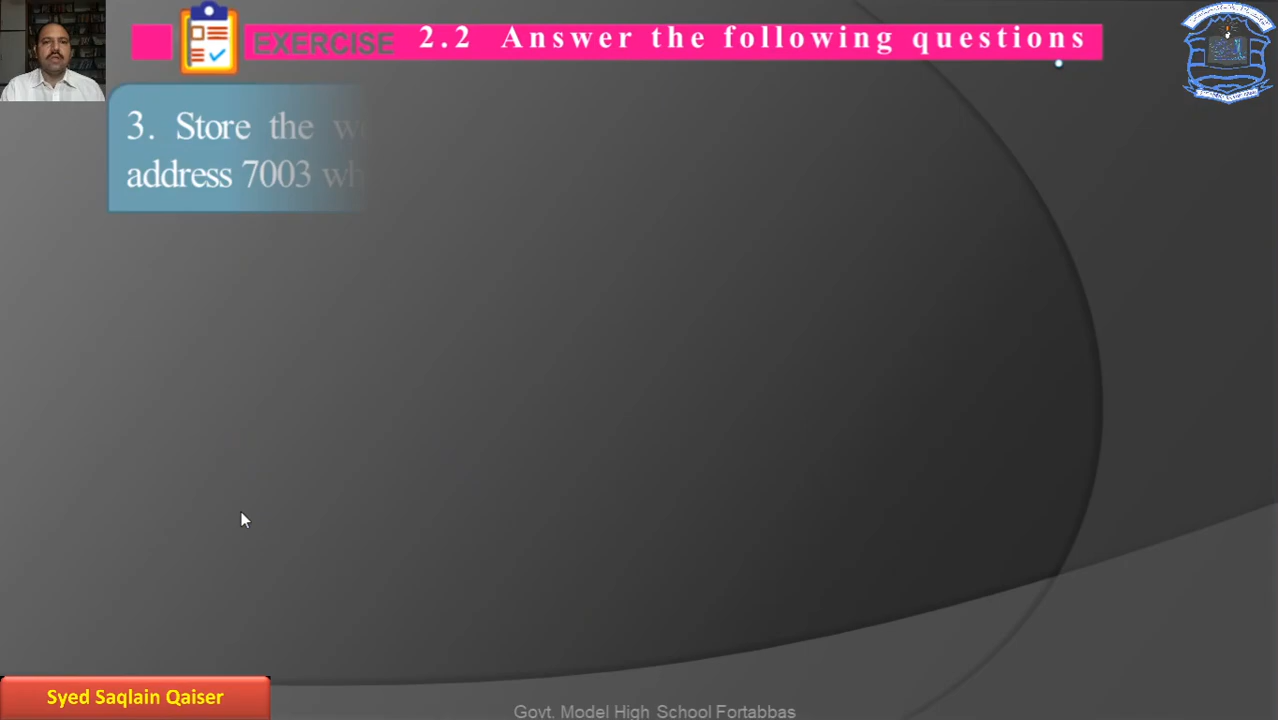 EXERCISE 2.2 Answer the following questions
3. Store the
address 7003
Syed Saqlain Qaiser
Govt. Model High School Fortabbas